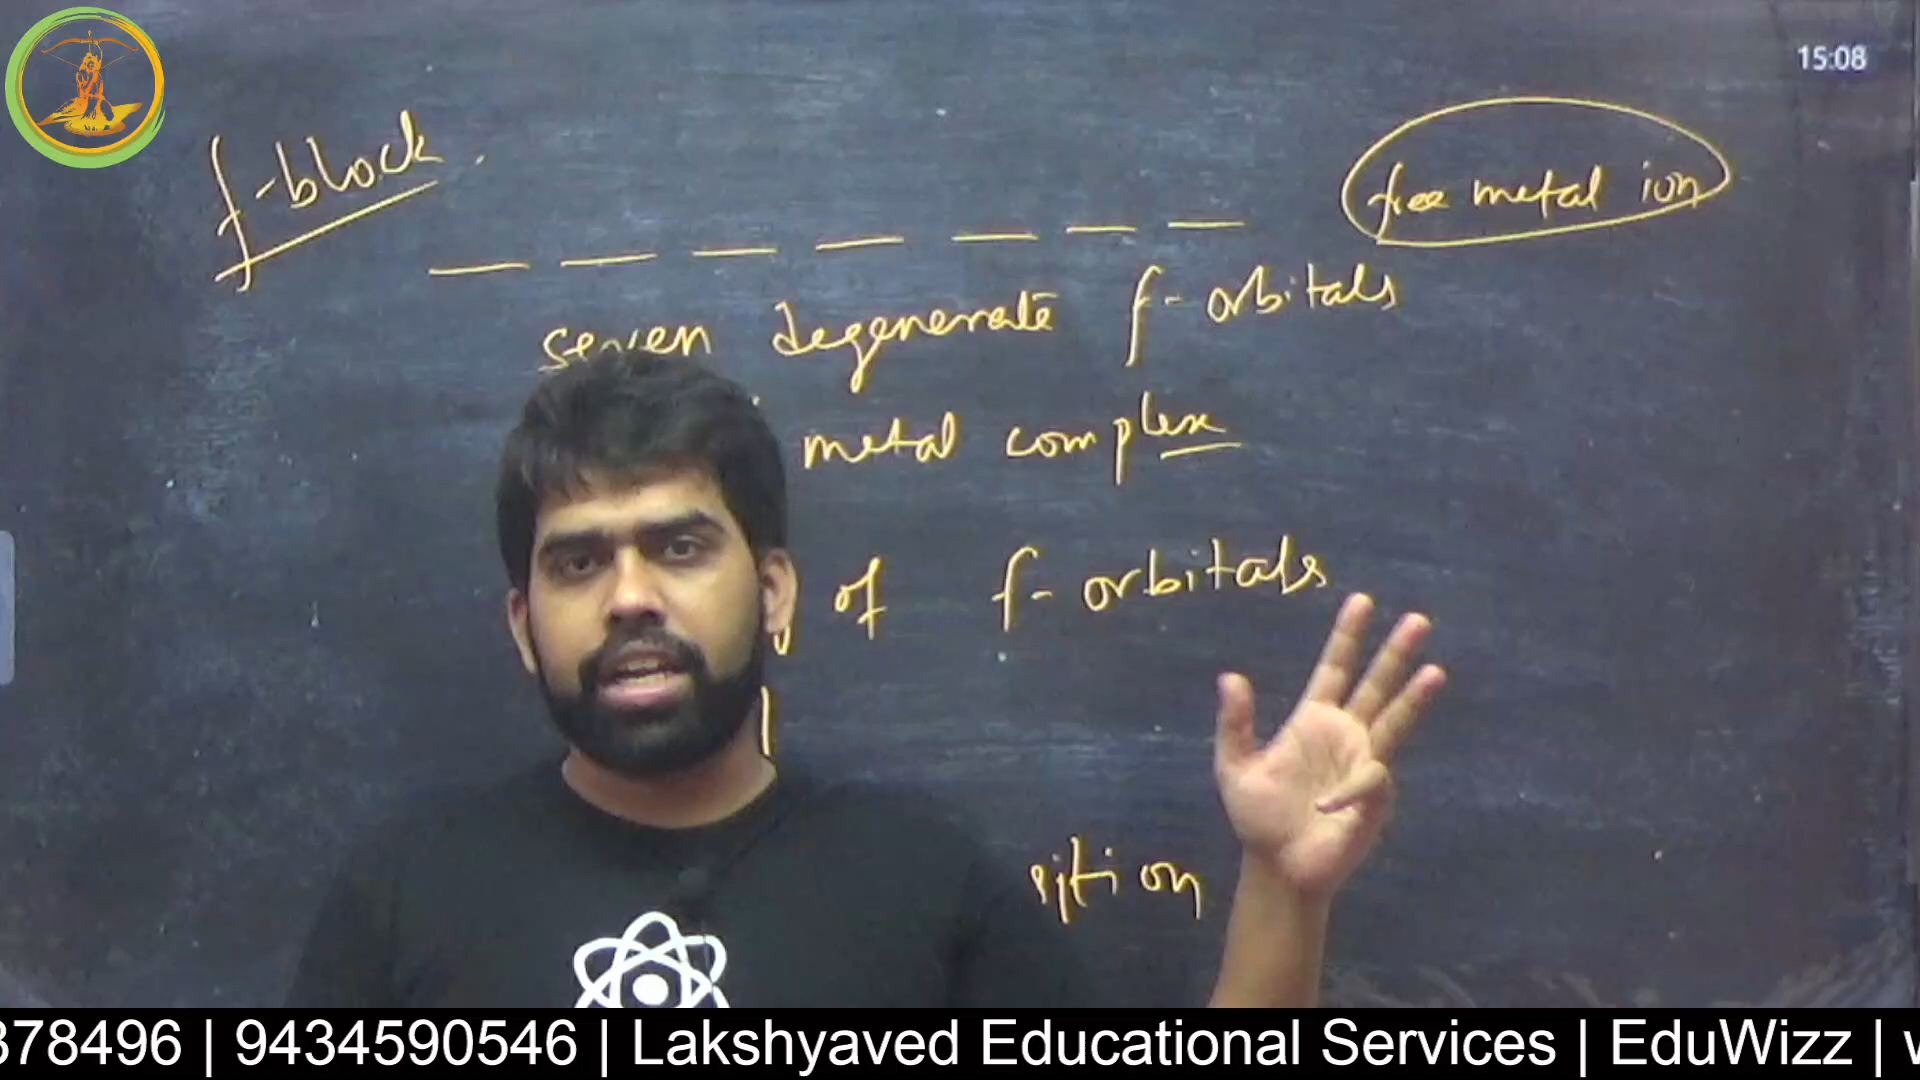 15:08
f-block.
free metal ion
seven degenerate f-orbitals
metal complex
of f-orbitals
378496 | 9434590546 | Lakshyaved Educational Services | EduWizz |